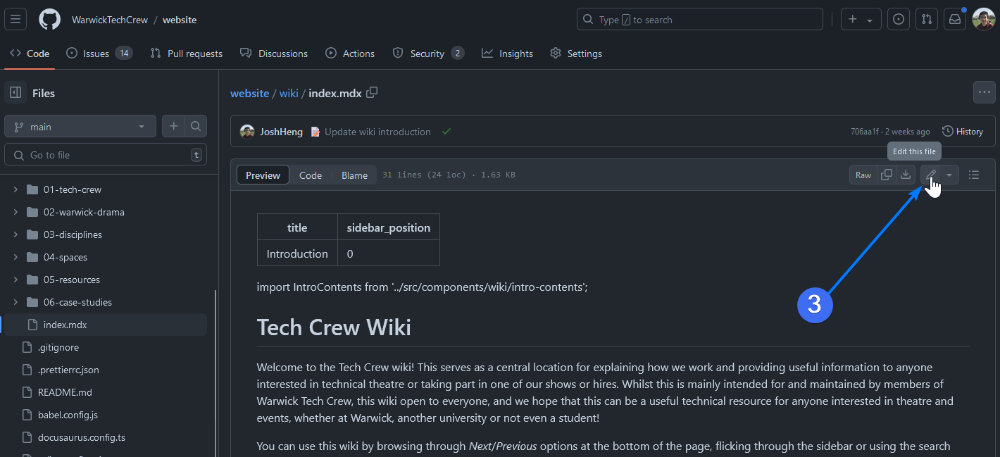 WarwickTechCrew / website
Type / to search
Code
Issues 14
Pull requests
Discussions
Actions
Security 2
Insights
Settings
Files
website / wiki / index.mdx
main
JoshHeng Update wiki introduction
706aa1f · 2 weeks ago
History
Go to file t
Edit this file
Preview Code Blame 31 lines (24 loc) · 1.63 KB
Raw
01-tech-crew
02-warwick-drama
03-disciplines
04-spaces
05-resources
06-case-studies
index.mdx
.gitignore
.prettierrc.json
README.md
babel.config.js
docusaurus.config.ts
title sidebar_position
Introduction 0
3
import IntroContents from '../src/components/wiki/intro-contents';
Tech Crew Wiki
Welcome to the Tech Crew wiki! This serves as a central location for explaining how we work and providing useful information to anyone
interested in technical theatre or taking part in one of our shows or hires. Whilst this is mainly intended for and maintained by members of
Warwick Tech Crew, this wiki open to everyone, and we hope that this can be a useful technical resource for anyone interested in theatre and
events, whether at Warwick, another university or not even a student!
You can use this wiki by browsing through Next/Previous options at the bottom of the page, flicking through the sidebar or using the search